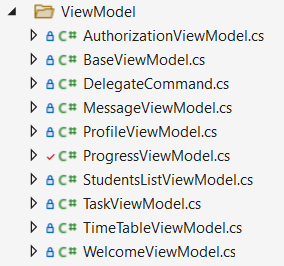 ViewModel
C# AuthorizationViewModel.cs
C# BaseViewModel.cs
C# DelegateCommand.cs
C# MessageViewModel.cs
C# ProfileViewModel.cs
C# ProgressViewModel.cs
C# StudentsListViewModel.cs
C# TaskViewModel.cs
C# TimeTableViewModel.cs
C# WelcomeViewModel.cs